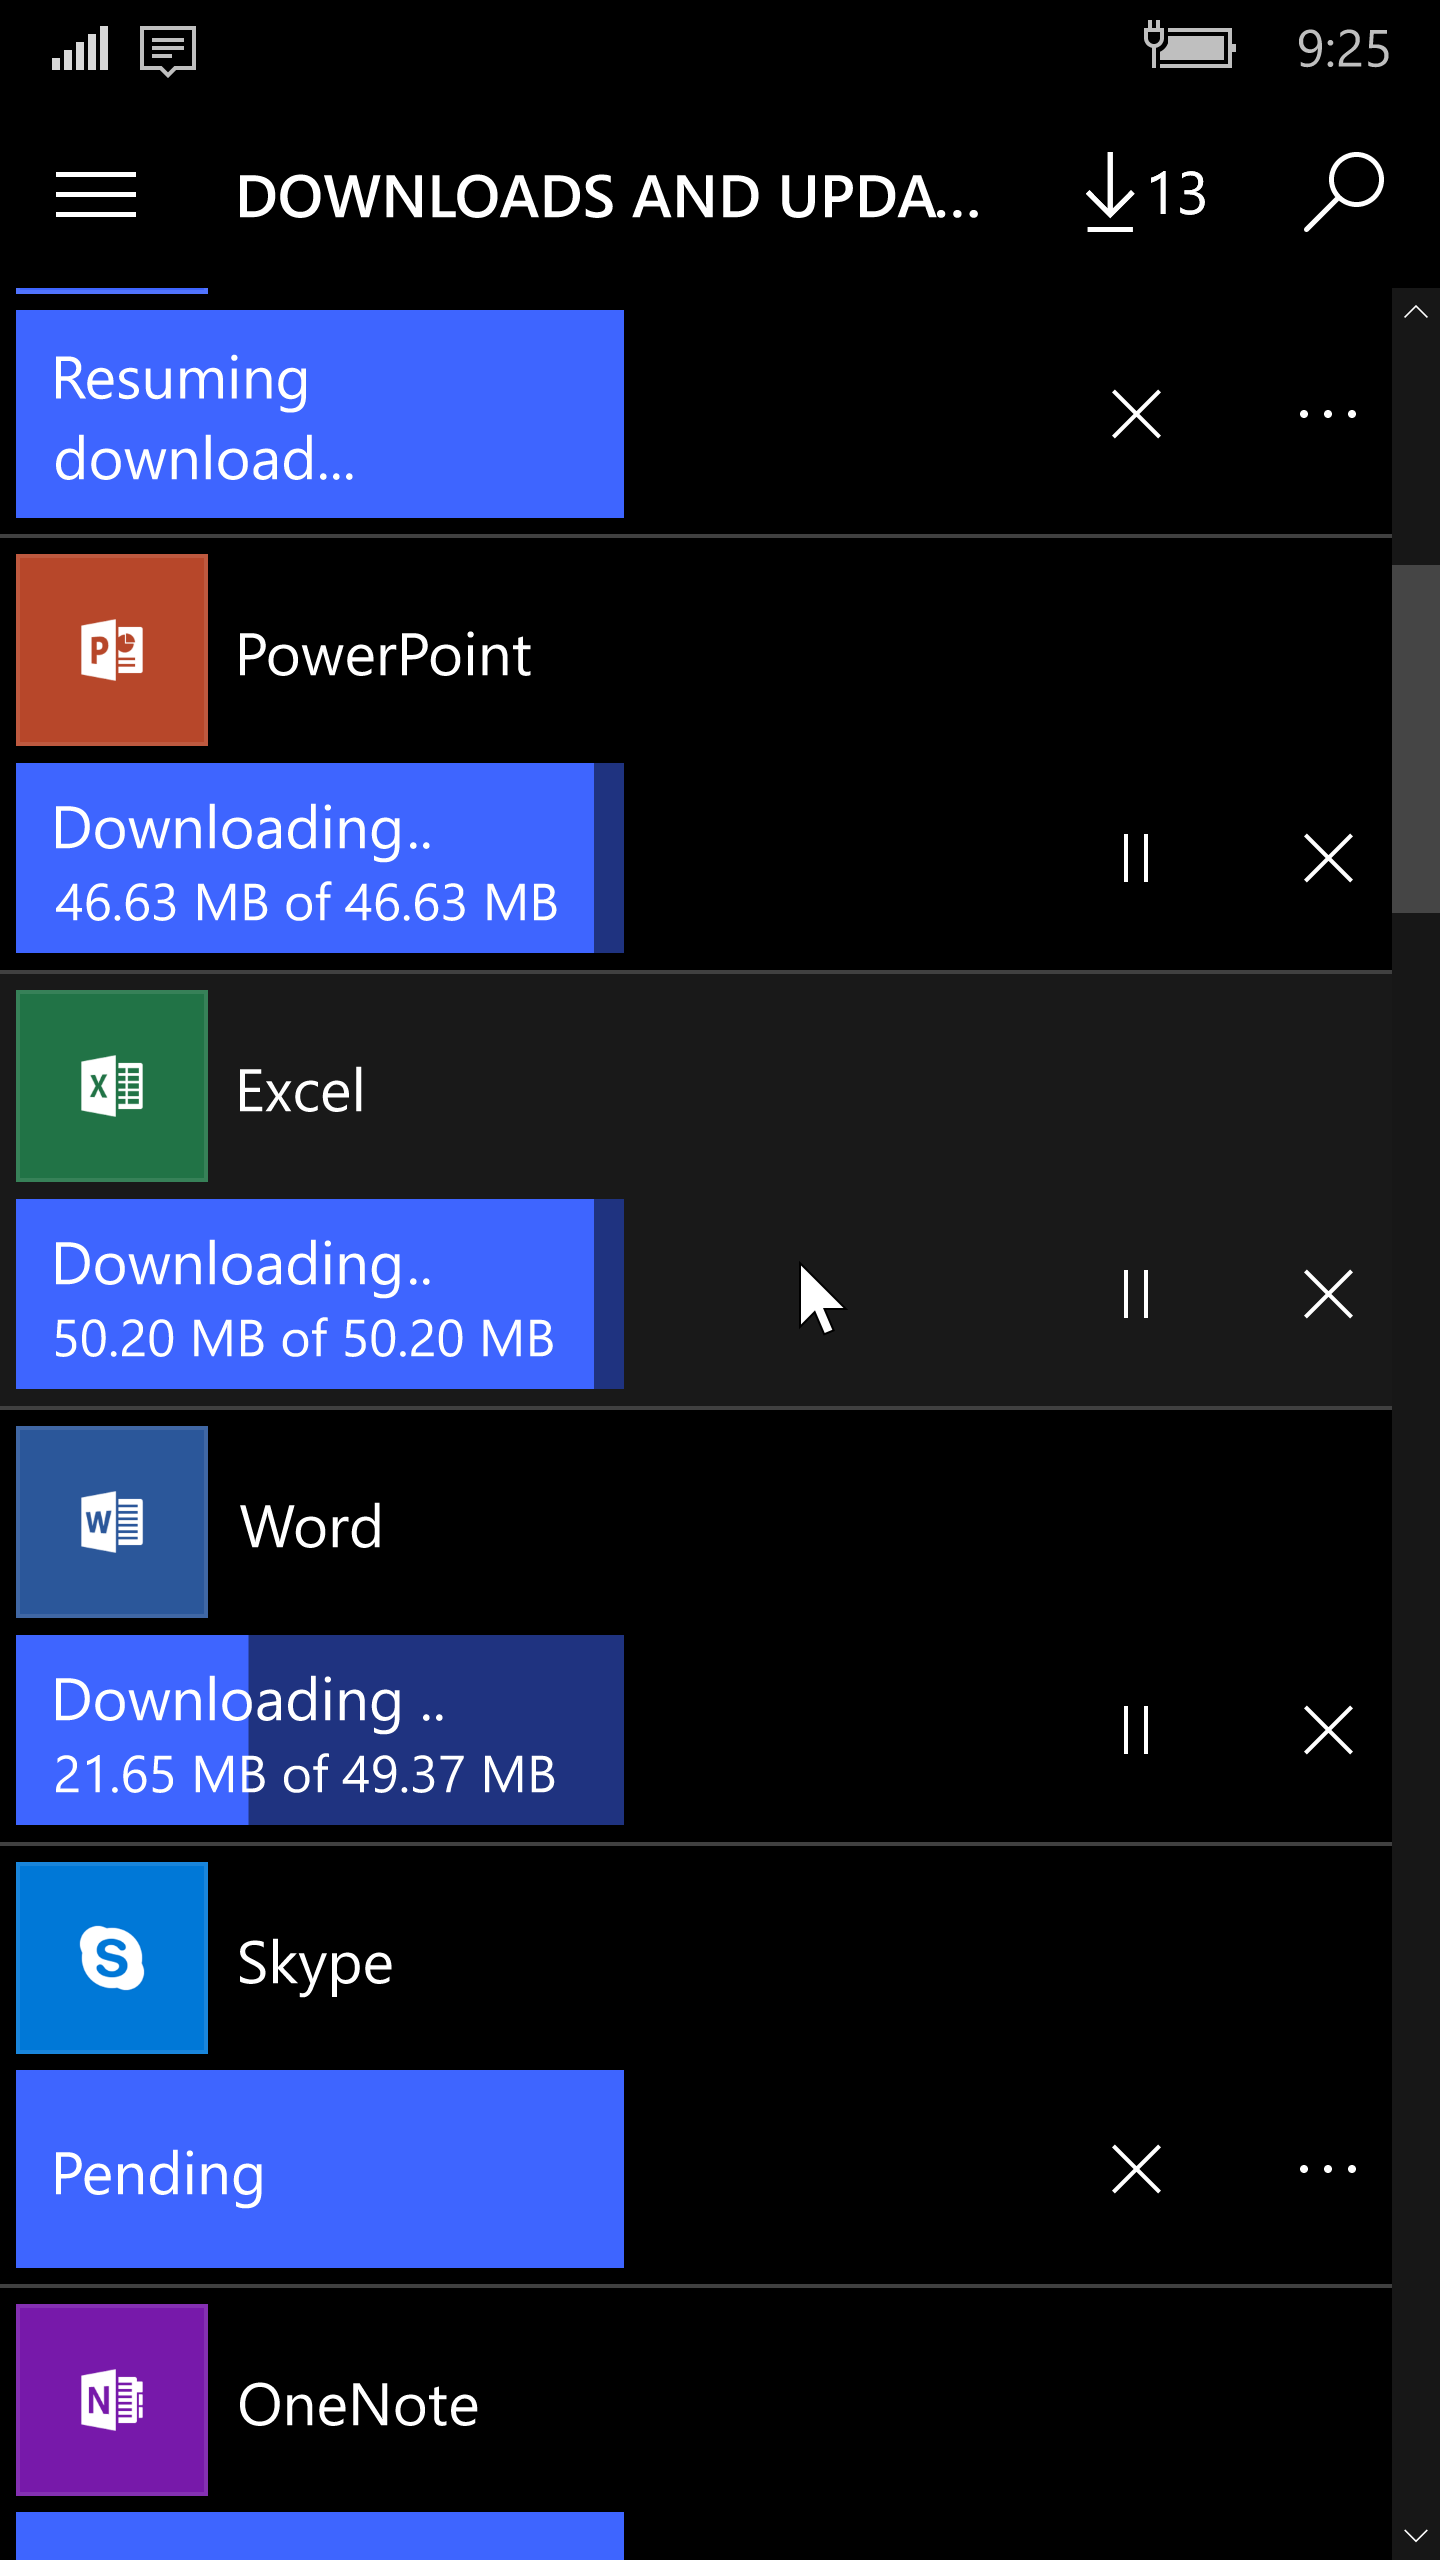 9:25
DOWNLOADS AND UPDA...
13
Resuming
download...
P
PowerPoint
Downloading..
46.63 MB of 46.63 MB
X
Excel
Downloading..
50.20 MB of 50.20 MB
W
Word
Downloading ..
21.65 MB of 49.37 MB
S
Skype
Pending
N
OneNote